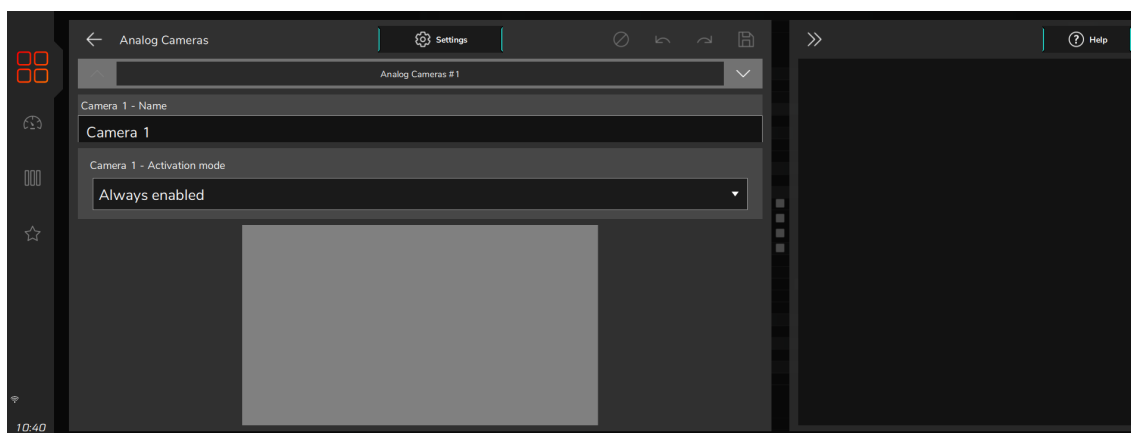 Analog Cameras
Settings
Help
Analog Cameras #1
Camera 1 - Name
Camera 1
Camera 1 - Activation mode
Always enabled
10:40